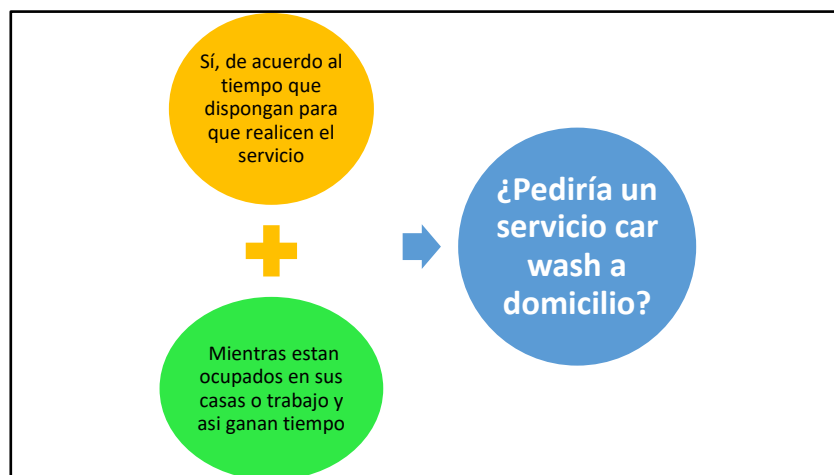 Sí, de acuerdo al
tiempo que
dispongan para
que realicen el
servicio
Mientras estan
ocupados en sus
casas o trabajo y
asi ganan tiempo
¿Pediría un
servicio car
wash a
domicilio?